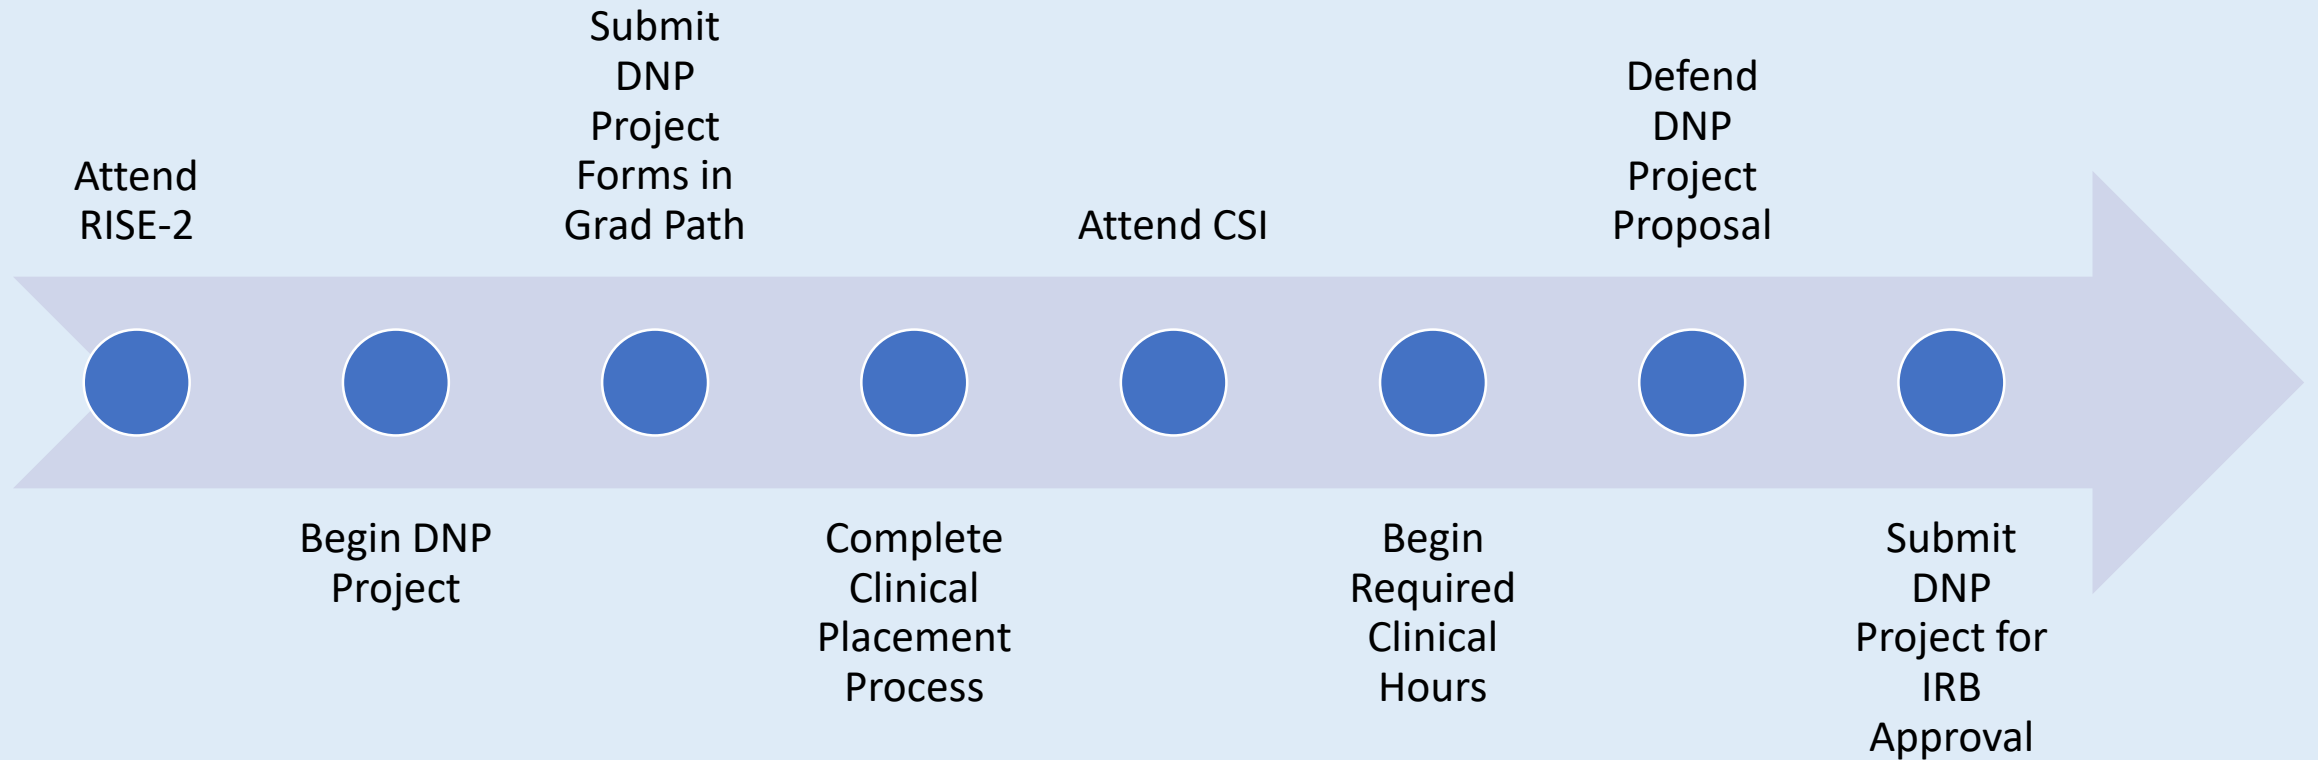 Attend
RISE-2
Begin DNP
Project
Submit
DNP
Project
Forms in
Grad Path
Complete
Clinical
Placement
Process
Attend CSI
Begin
Required
Clinical
Hours
Defend
DNP
Project
Proposal
Submit
DNP
Project for
IRB
Approval